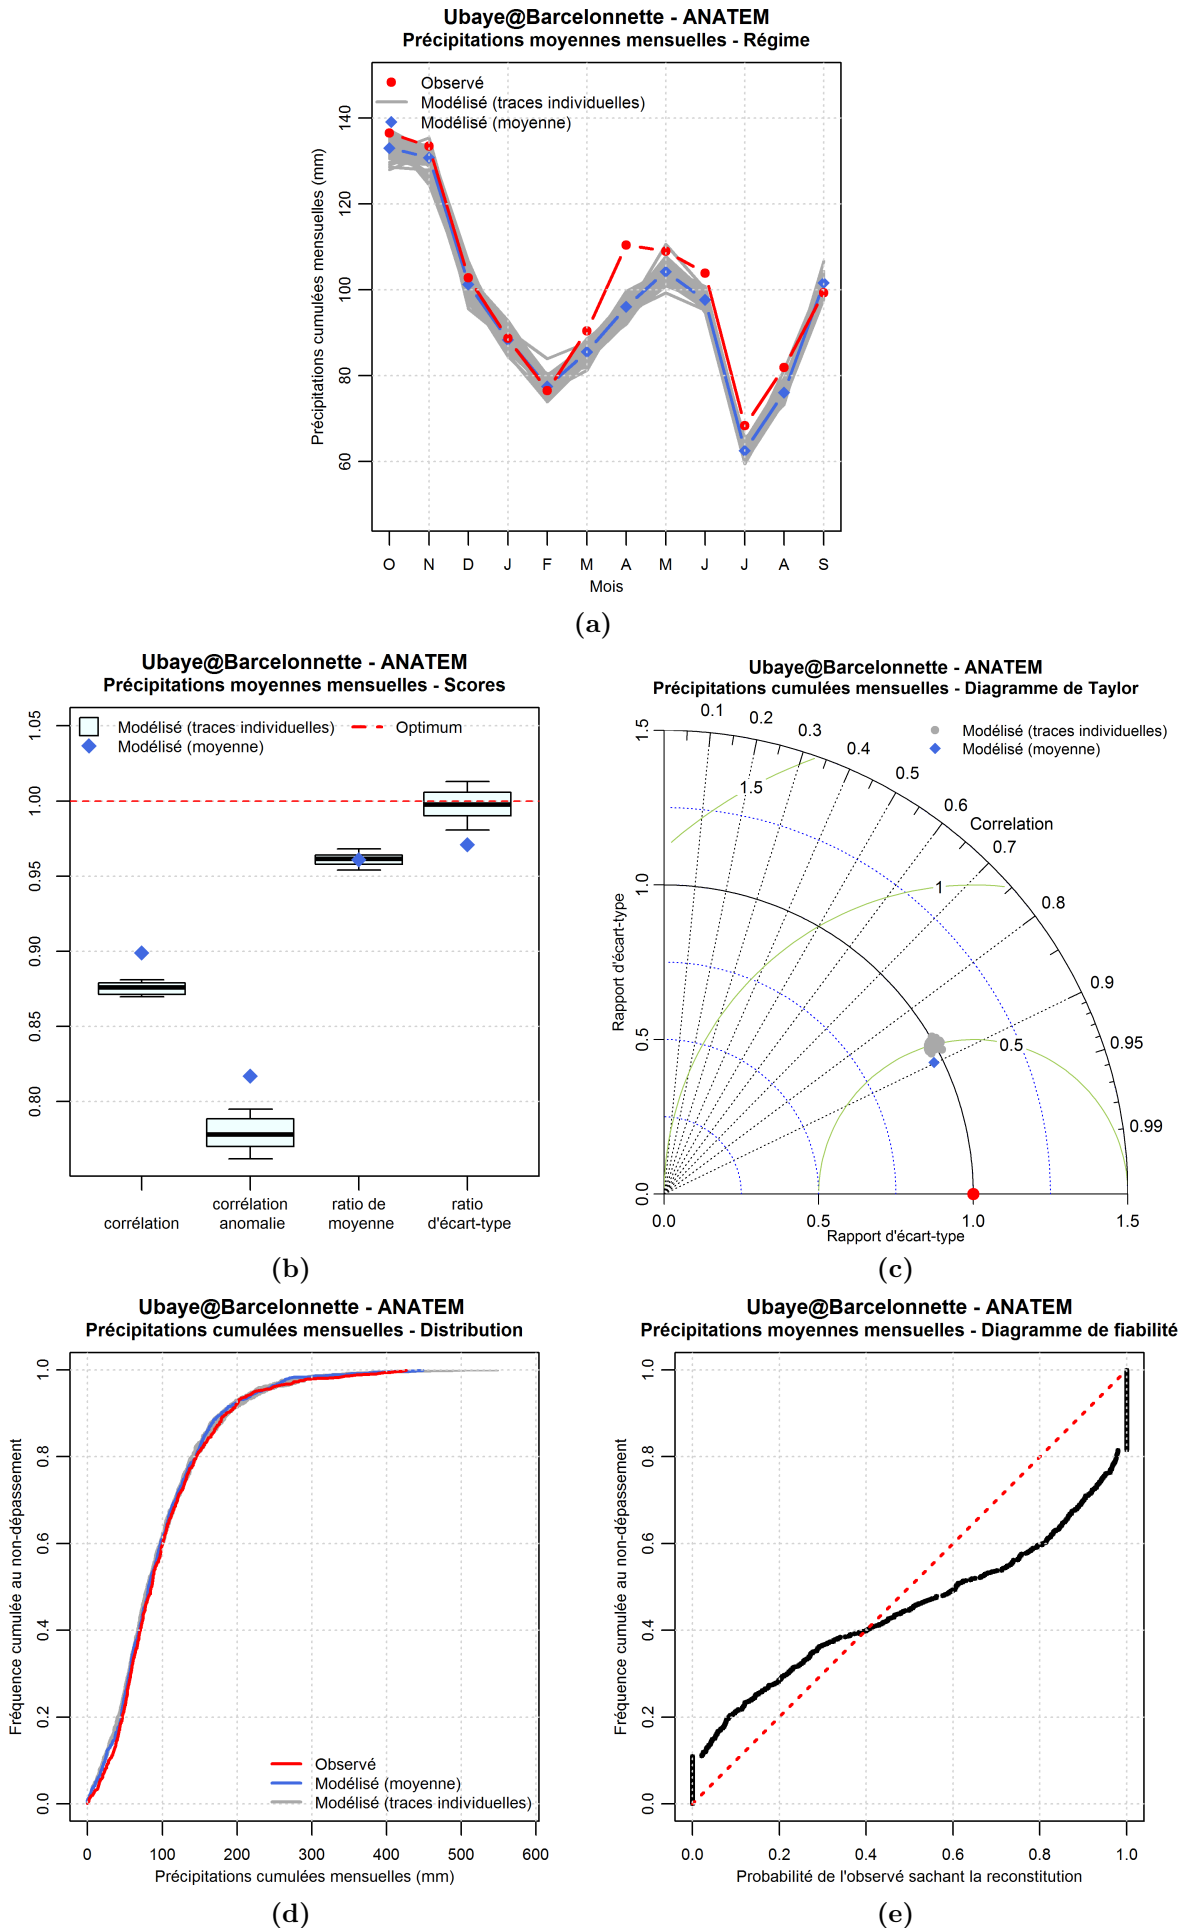 Ubaye@Barcelonnette - ANATEM
Précipitations moyennes mensuelles - Régime
Observé
Modélisé (traces individuelles)
Modélisé (moyenne)
Précipitations cumulées mensuelles (mm)
140
120
100
80
60
O N D J F M A M J J A S
Mois
(a)
Ubaye@Barcelonnette - ANATEM
Précipitations moyennes mensuelles - Scores
Modélisé (traces individuelles)
Optimum
Modélisé (moyenne)
1.05
1.00
0.95
0.90
0.85
0.80
corrélation
corrélation
anomalie
ratio de
moyenne
ratio
d'écart-type
(b)
Ubaye@Barcelonnette - ANATEM
Précipitations cumulées mensuelles - Diagramme de Taylor
Modélisé (traces individuelles)
Modélisé (moyenne)
0.1
0.2
0.3
0.4
0.5
0.6
Correlation
0.7
0.8
0.9
0.95
0.99
1.5
1
0.5
Rapport d'écart-type
1.5
1.0
0.5
0.0
0.0 0.5 1.0 1.5
Rapport d'écart-type
(c)
Ubaye@Barcelonnette - ANATEM
Précipitations cumulées mensuelles - Distribution
Fréquence cumulée au non-dépassement
1.0
0.8
0.6
0.4
0.2
0.0
Observé
Modélisé (moyenne)
Modélisé (traces individuelles)
0 100 200 300 400 500 600
Précipitations cumulées mensuelles (mm)
(d)
Ubaye@Barcelonnette - ANATEM
Précipitations moyennes mensuelles - Diagramme de fiabilité
Fréquence cumulée au non-dépassement
1.0
0.8
0.6
0.4
0.2
0.0
0.0 0.2 0.4 0.6 0.8 1.0
Probabilité de l'observé sachant la reconstitution
(e)